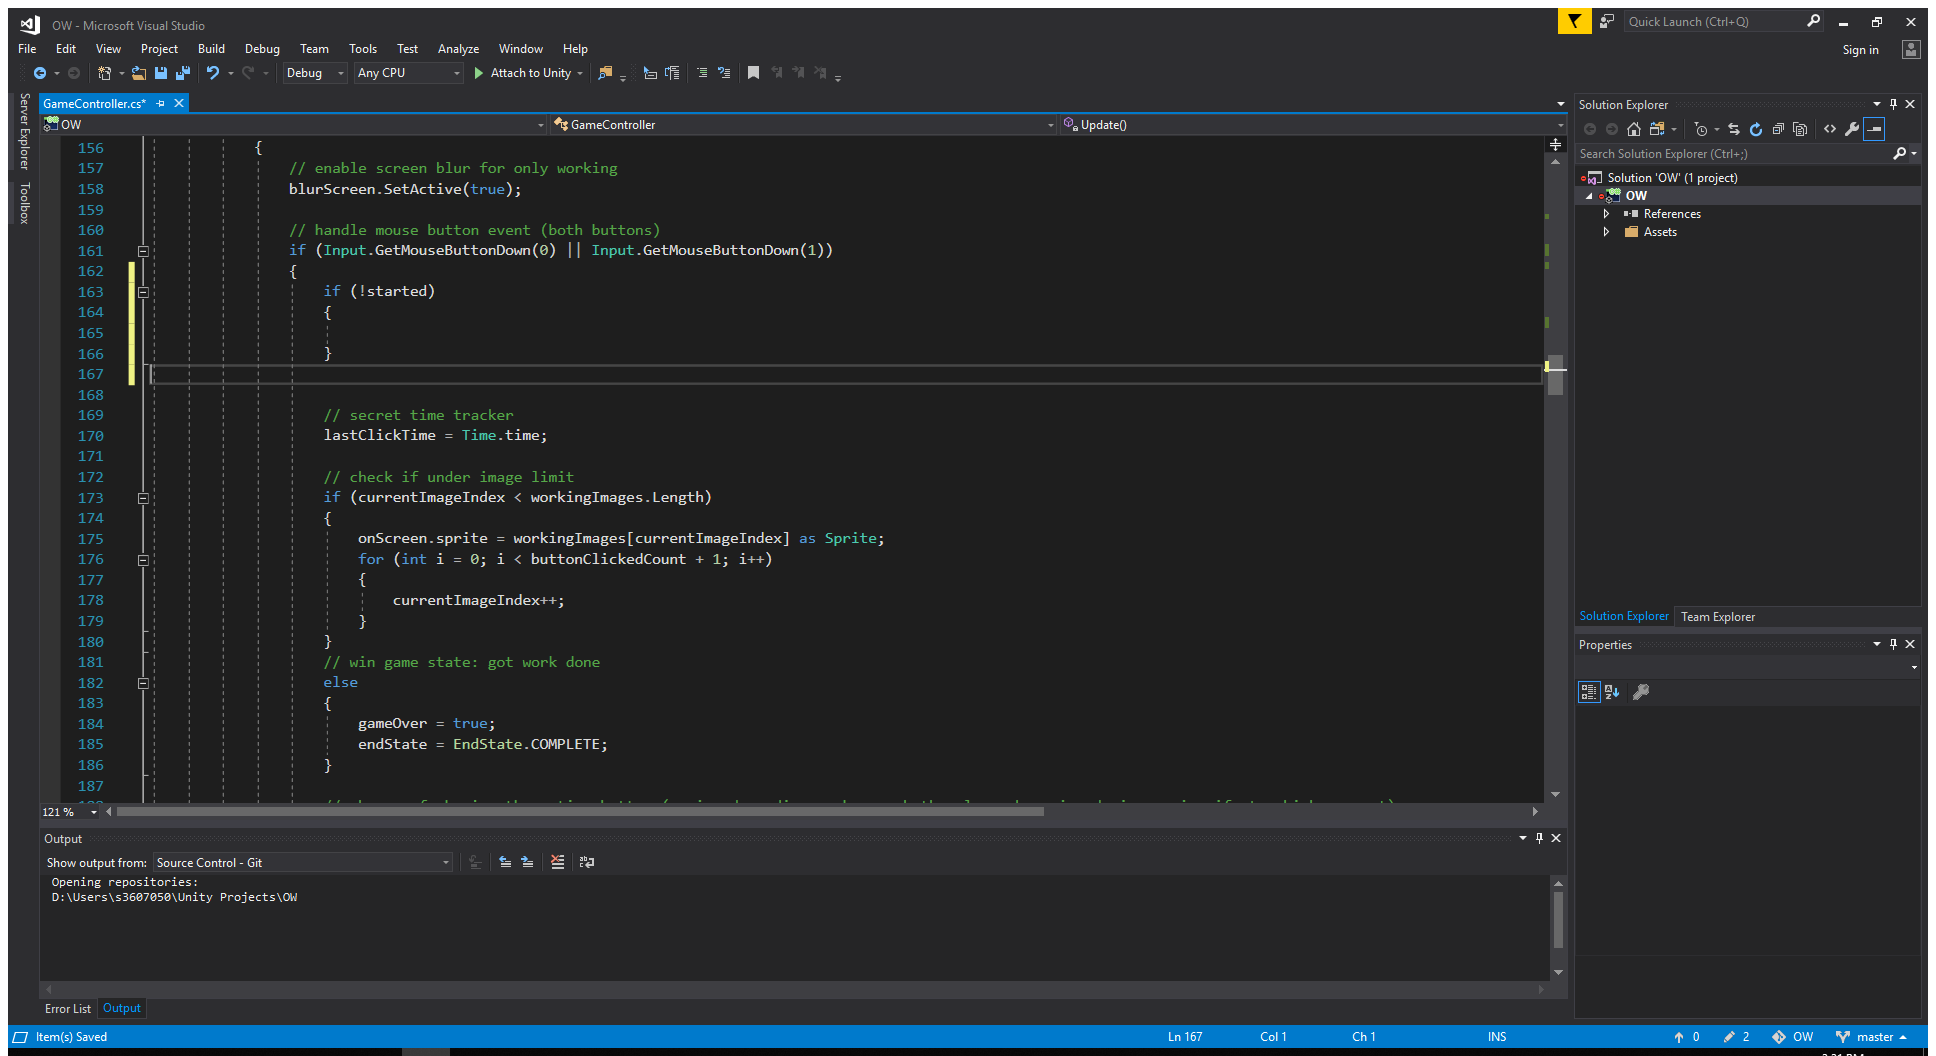 OW - Microsoft Visual Studio
Quick Launch (Ctrl+Q)
File Edit View Project Build Debug Team Tools Test Analyze Window Help
Sign in
Debug Any CPU Attach to Unity
Server Explorer
Toolbox
GameController.cs*
OW GameController Update()
156 {
157 // enable screen blur for only working
158 blurScreen.SetActive(true);
159
160 // handle mouse button event (both buttons)
161 if (Input.GetMouseButtonDown(0) || Input.GetMouseButtonDown(1))
162 {
163 if (!started)
164 {
165
166 }
167
168
169 // secret time tracker
170 lastClickTime = Time.time;
171
172 // check if under image limit
173 if (currentImageIndex < workingImages.Length)
174 {
175 onScreen.sprite = workingImages[currentImageIndex] as Sprite;
176 for (int i = 0; i < buttonClickedCount + 1; i++)
177 {
178 currentImageIndex++;
179 }
180 }
181 // win game state: got work done
182 else
183 {
184 gameOver = true;
185 endState = EndState.COMPLETE;
186 }
187
121 %
Output
Show output from: Source Control - Git
Opening repositories:
D:\Users\s3607050\Unity Projects\OW
Error List Output
Solution Explorer
Search Solution Explorer (Ctrl+;)
Solution 'OW' (1 project)
OW
References
Assets
Solution Explorer Team Explorer
Properties
Item(s) Saved Ln 167 Col 1 Ch 1 INS 0 2 OW master